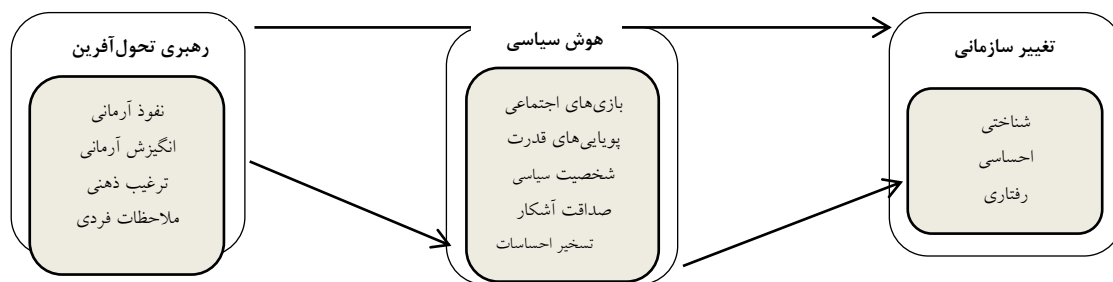 رهبری تحول‌آفرین
نفوذ آرمانی
انگیزش آرمانی
ترغیب ذهنی
ملاحظات فردی
هوش سیاسی
بازی‌های اجتماعی
پویایی‌های قدرت
شخصیت سیاسی
صداقت آشکار
تسخیر احساسات
تغییر سازمانی
شناختی
احساسی
رفتاری